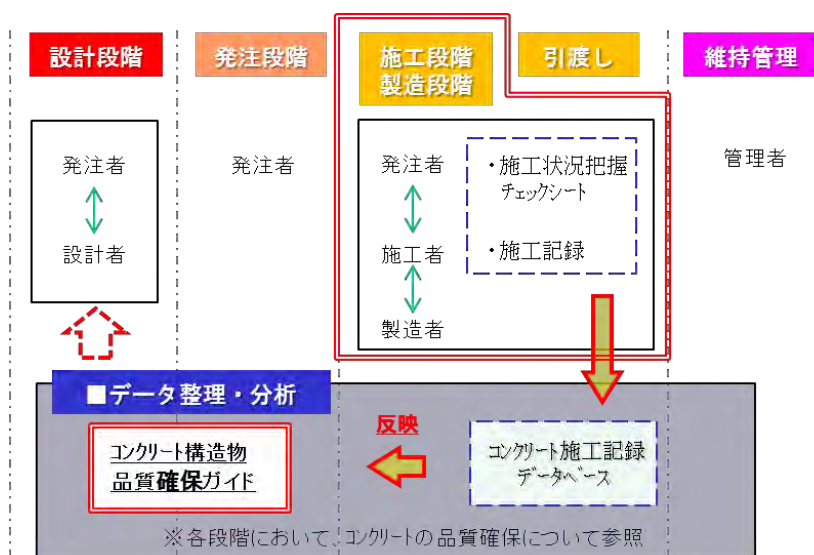 設計段階
発注段階
施工段階
製造段階
引渡し
維持管理
発注者
設計者
発注者
発注者
施工者
製造者
・施工状況把握
チェックシート
・施工記録
管理者
■データ整理・分析
コンクリート構造物
品質確保ガイド
反映
コンクリート施工記録
データベース
※各段階において、コンクリートの品質確保について参照